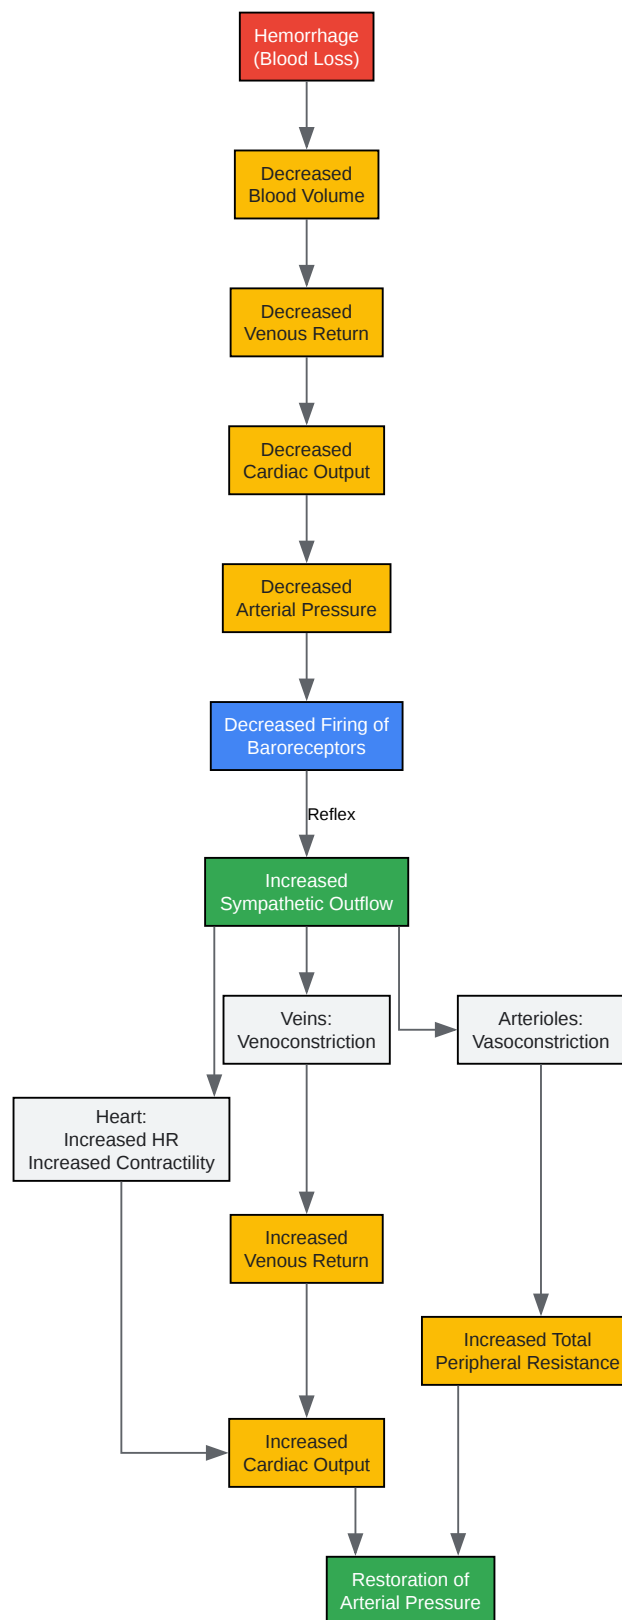 Hemorrhage
(Blood Loss)
Decreased
Blood Volume
Decreased
Venous Return
Decreased
Cardiac Output
Decreased
Arterial Pressure
Decreased Firing of
Baroreceptors
Reflex
Increased
Sympathetic Outflow
Veins:
Venoconstriction
Arterioles:
Vasoconstriction
Heart:
Increased HR
Increased Contractility
Increased
Venous Return
Increased Total
Peripheral Resistance
Increased
Cardiac Output
Restoration of
Arterial Pressure